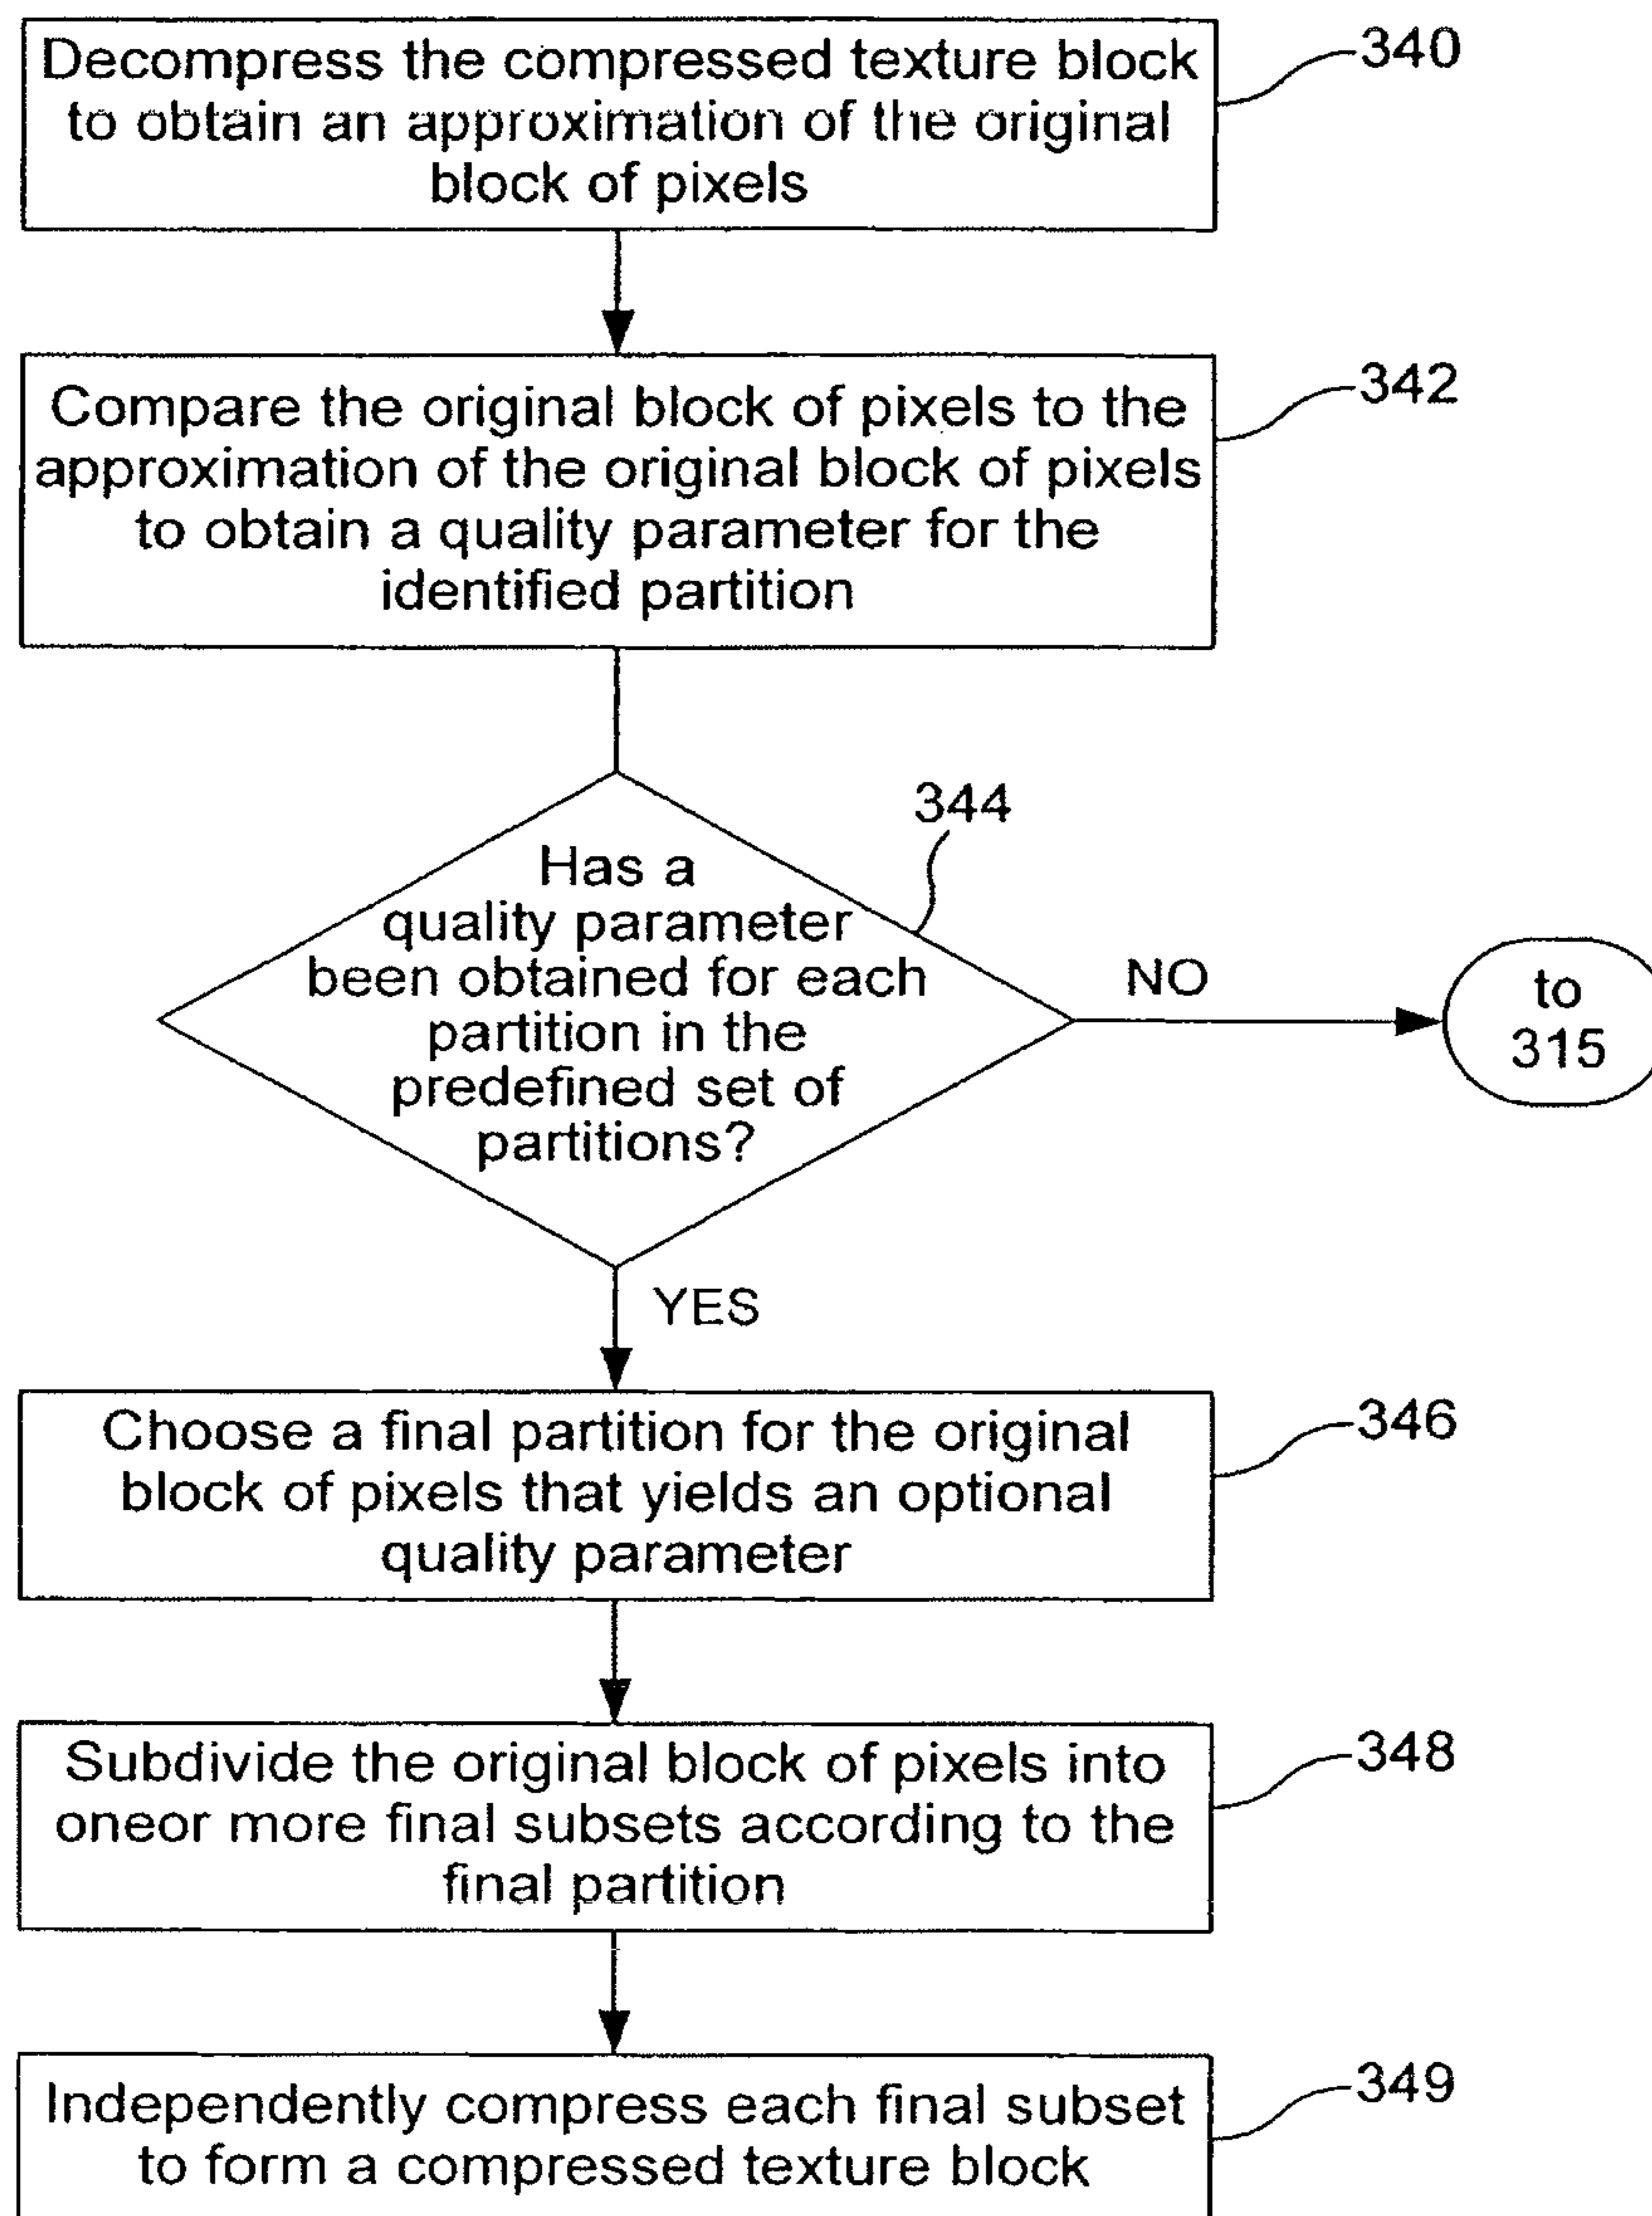 Decompress the compressed texture block
to obtain an approximation of the original
block of pixels
340
Compare the original block of pixels to the
approximation of the original block of pixels
to obtain a quality parameter for the
identified partition
342
Has a
quality parameter
been obtained for each
partition in the
predefined set of
partitions?
344
NO
to
315
YES
Choose a final partition for the original
block of pixels that yields an optional
quality parameter
346
Subdivide the original block of pixels into
oneor more final subsets according to the
final partition
348
Independently compress each final subset
to form a compressed texture block
349